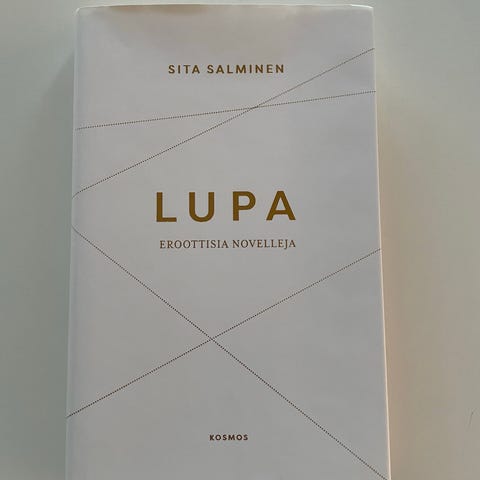 SITA SALMINEN
LUPA
EROOTTISIA NOVELLEJA
KOSMOS